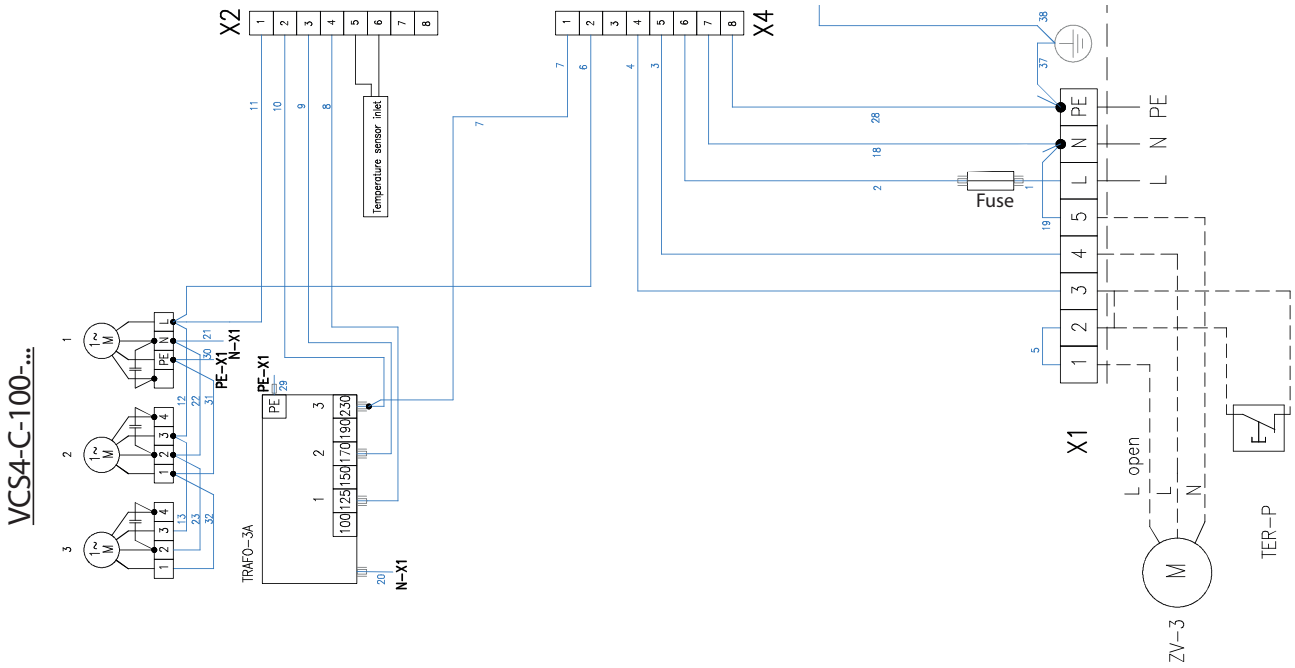 VCS4-C-100-...
X2
1 2 3 4 5 6 7 8
11 10 9 8
Temperature sensor inlet
X4
1 2 3 4 5 6 7 8
7 6 4 3
7
28
18
2
1
Fuse
38
37
19
5
X1
1 2 3 4 5 L N PE
L N PE
1
1~
M
PE N L
21
30
N-X1
PE-X1
12
22
31
2
1~
M
1 2 3 4
13
23
32
3
1~
M
1 2 3 4
TRAFO-3A
PE
PE-X1
29
1 2 3
100 125 150 170 190 230
20
N-X1
L open
L
N
M
ZV-3
TER-P